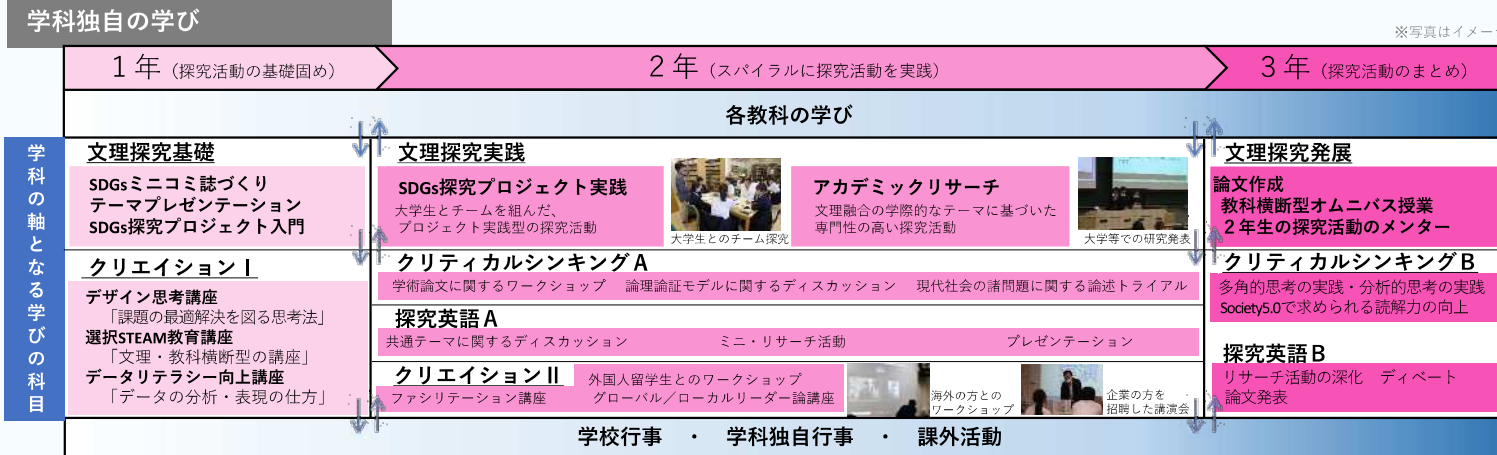 学科独自の学び
※写真はイメー
1年（探究活動の基礎固め）
2年（スパイラルに探究活動を実践）
3年（探究活動のまとめ）
各教科の学び
学科の軸となる学びの科目
文理探究基礎
SDGsミニコミ誌づくり
テーマプレゼンテーション
SDGs探究プロジェクト入門
クリエイションⅠ
デザイン思考講座
「課題の最適解決を図る思考法」
選択STEAM教育講座
「文理・教科横断型の講座」
データリテラシー向上講座
「データの分析・表現の仕方」
文理探究実践
SDGs探究プロジェクト実践
大学生とチームを組んだ、
プロジェクト実践型の探究活動
大学生とのチーム探究
アカデミックリサーチ
文理融合の学際的なテーマに基づいた
専門性の高い探究活動
大学等での研究発表
クリティカルシンキングA
学術論文に関するワークショップ　論理論証モデルに関するディスカッション　現代社会の諸問題に関する論述トライアル
探究英語A
共通テーマに関するディスカッション　ミニ・リサーチ活動　プレゼンテーション
クリエイションⅡ
ファシリテーション講座
外国人留学生とのワークショップ
グローバル／ローカルリーダー論講座
海外の方との
ワークショップ
企業の方を
招聘した講演会
文理探究発展
論文作成
教科横断型オムニバス授業
2年生の探究活動のメンター
クリティカルシンキングB
多角的思考の実践・分析的思考の実践
Society5.0で求められる読解力の向上
探究英語B
リサーチ活動の深化　ディベート
論文発表
学校行事　・　学科独自行事　・　課外活動